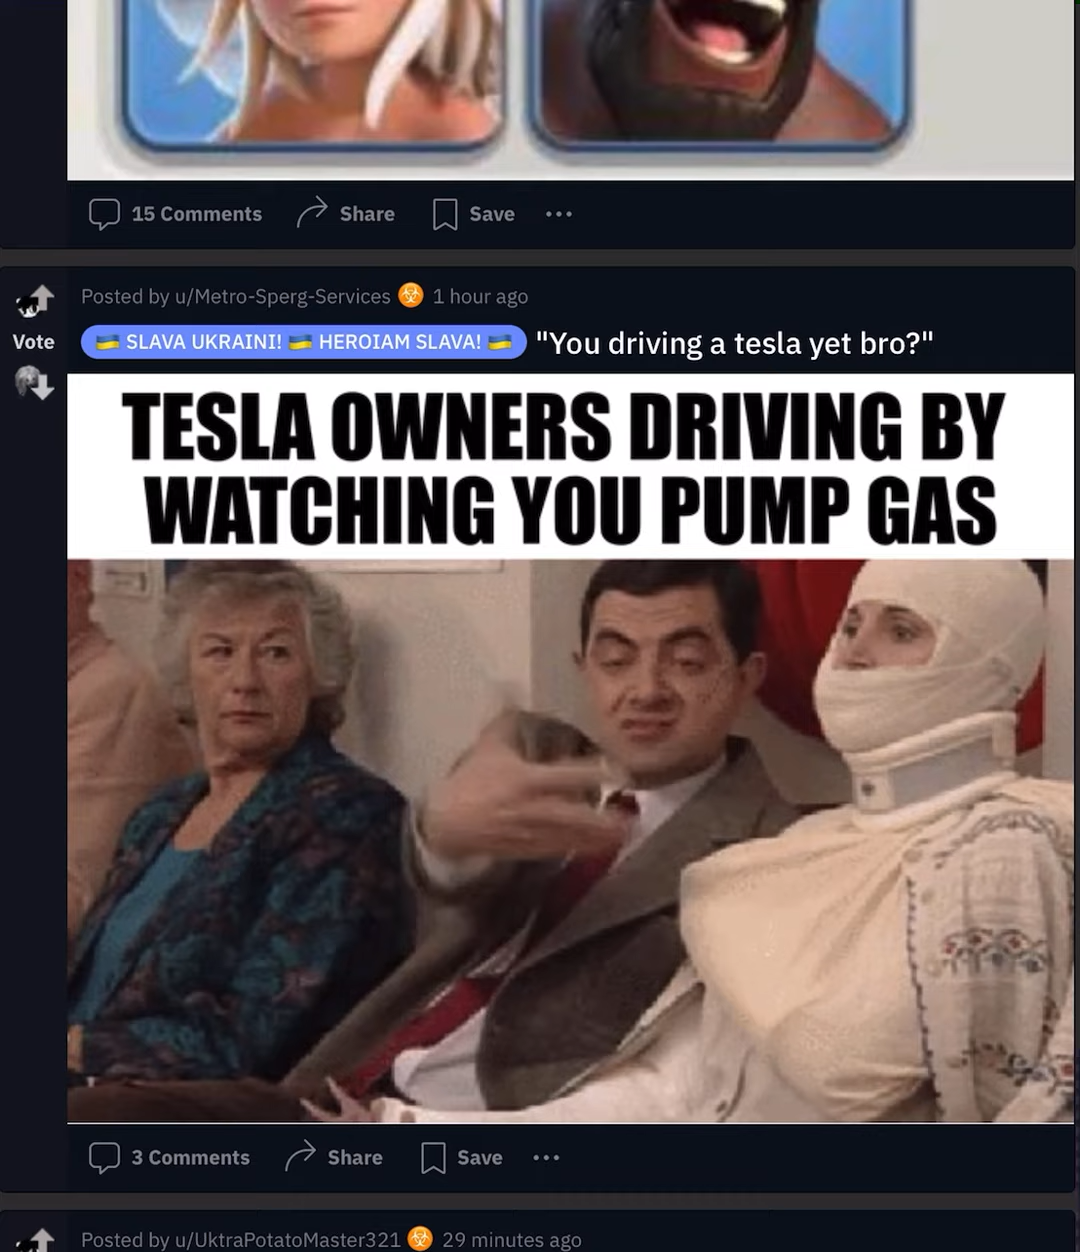 15 Comments Share Save
Posted by u/Metro-Sperg-Services 1 hour ago
Vote
SLAVA UKRAINI! HEROIAM SLAVA! "You driving a tesla yet bro?"
TESLA OWNERS DRIVING BY
WATCHING YOU PUMP GAS
3 Comments Share Save
Posted by u/UktraPotatoMaster321 29 minutes ago